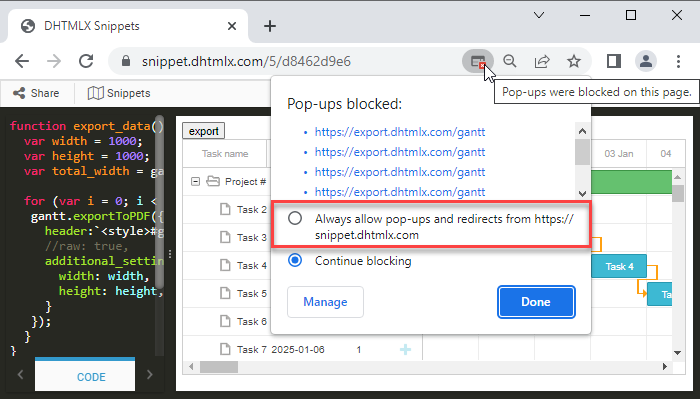 DHTMLX Snippets
snippet.dhtmlx.com/5/d8462d9e6
Pop-ups were blocked on this page.
Share
Snippets
Pop-ups blocked:
• https://export.dhtmlx.com/gantt
• https://export.dhtmlx.com/gantt
• https://export.dhtmlx.com/gantt
• https://export.dhtmlx.com/gantt
Always allow pop-ups and redirects from https://
snippet.dhtmlx.com
Continue blocking
Manage
Done
function export_data()
var width = 1000;
var height = 1000;
var total_width = ga
for (var i = 0; i <
gantt.exportToPDF({
header:`<style>#g
//raw: true,
additional_settin
width: width,
height: height,
}
});
}
}
CODE
export
Task name
03 Jan
04
Project #
Task 2
Task 3
Task 4
Task 5
Task 6
Task 7 2025-01-06 1
Task 4